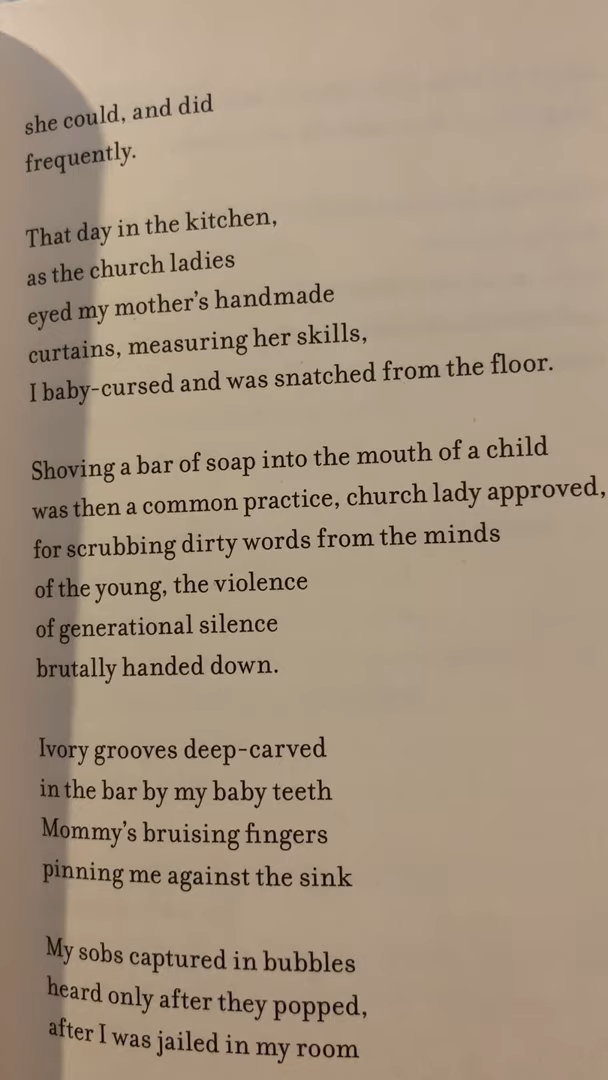 she could, and did
frequently.
That day in the kitchen,
as the church ladies
eyed my mother's handmade
curtains, measuring her skills,
I baby-cursed and was snatched from the floor.
Shoving a bar of soap into the mouth of a child
was then a common practice, church lady approved,
for scrubbing dirty words from the minds
of the young, the violence
of generational silence
brutally handed down.
Ivory grooves deep-carved
in the bar by my baby teeth
Mommy's bruising fingers
pinning me against the sink
My sobs captured in bubbles
heard only after they popped,
after I was jailed in my room